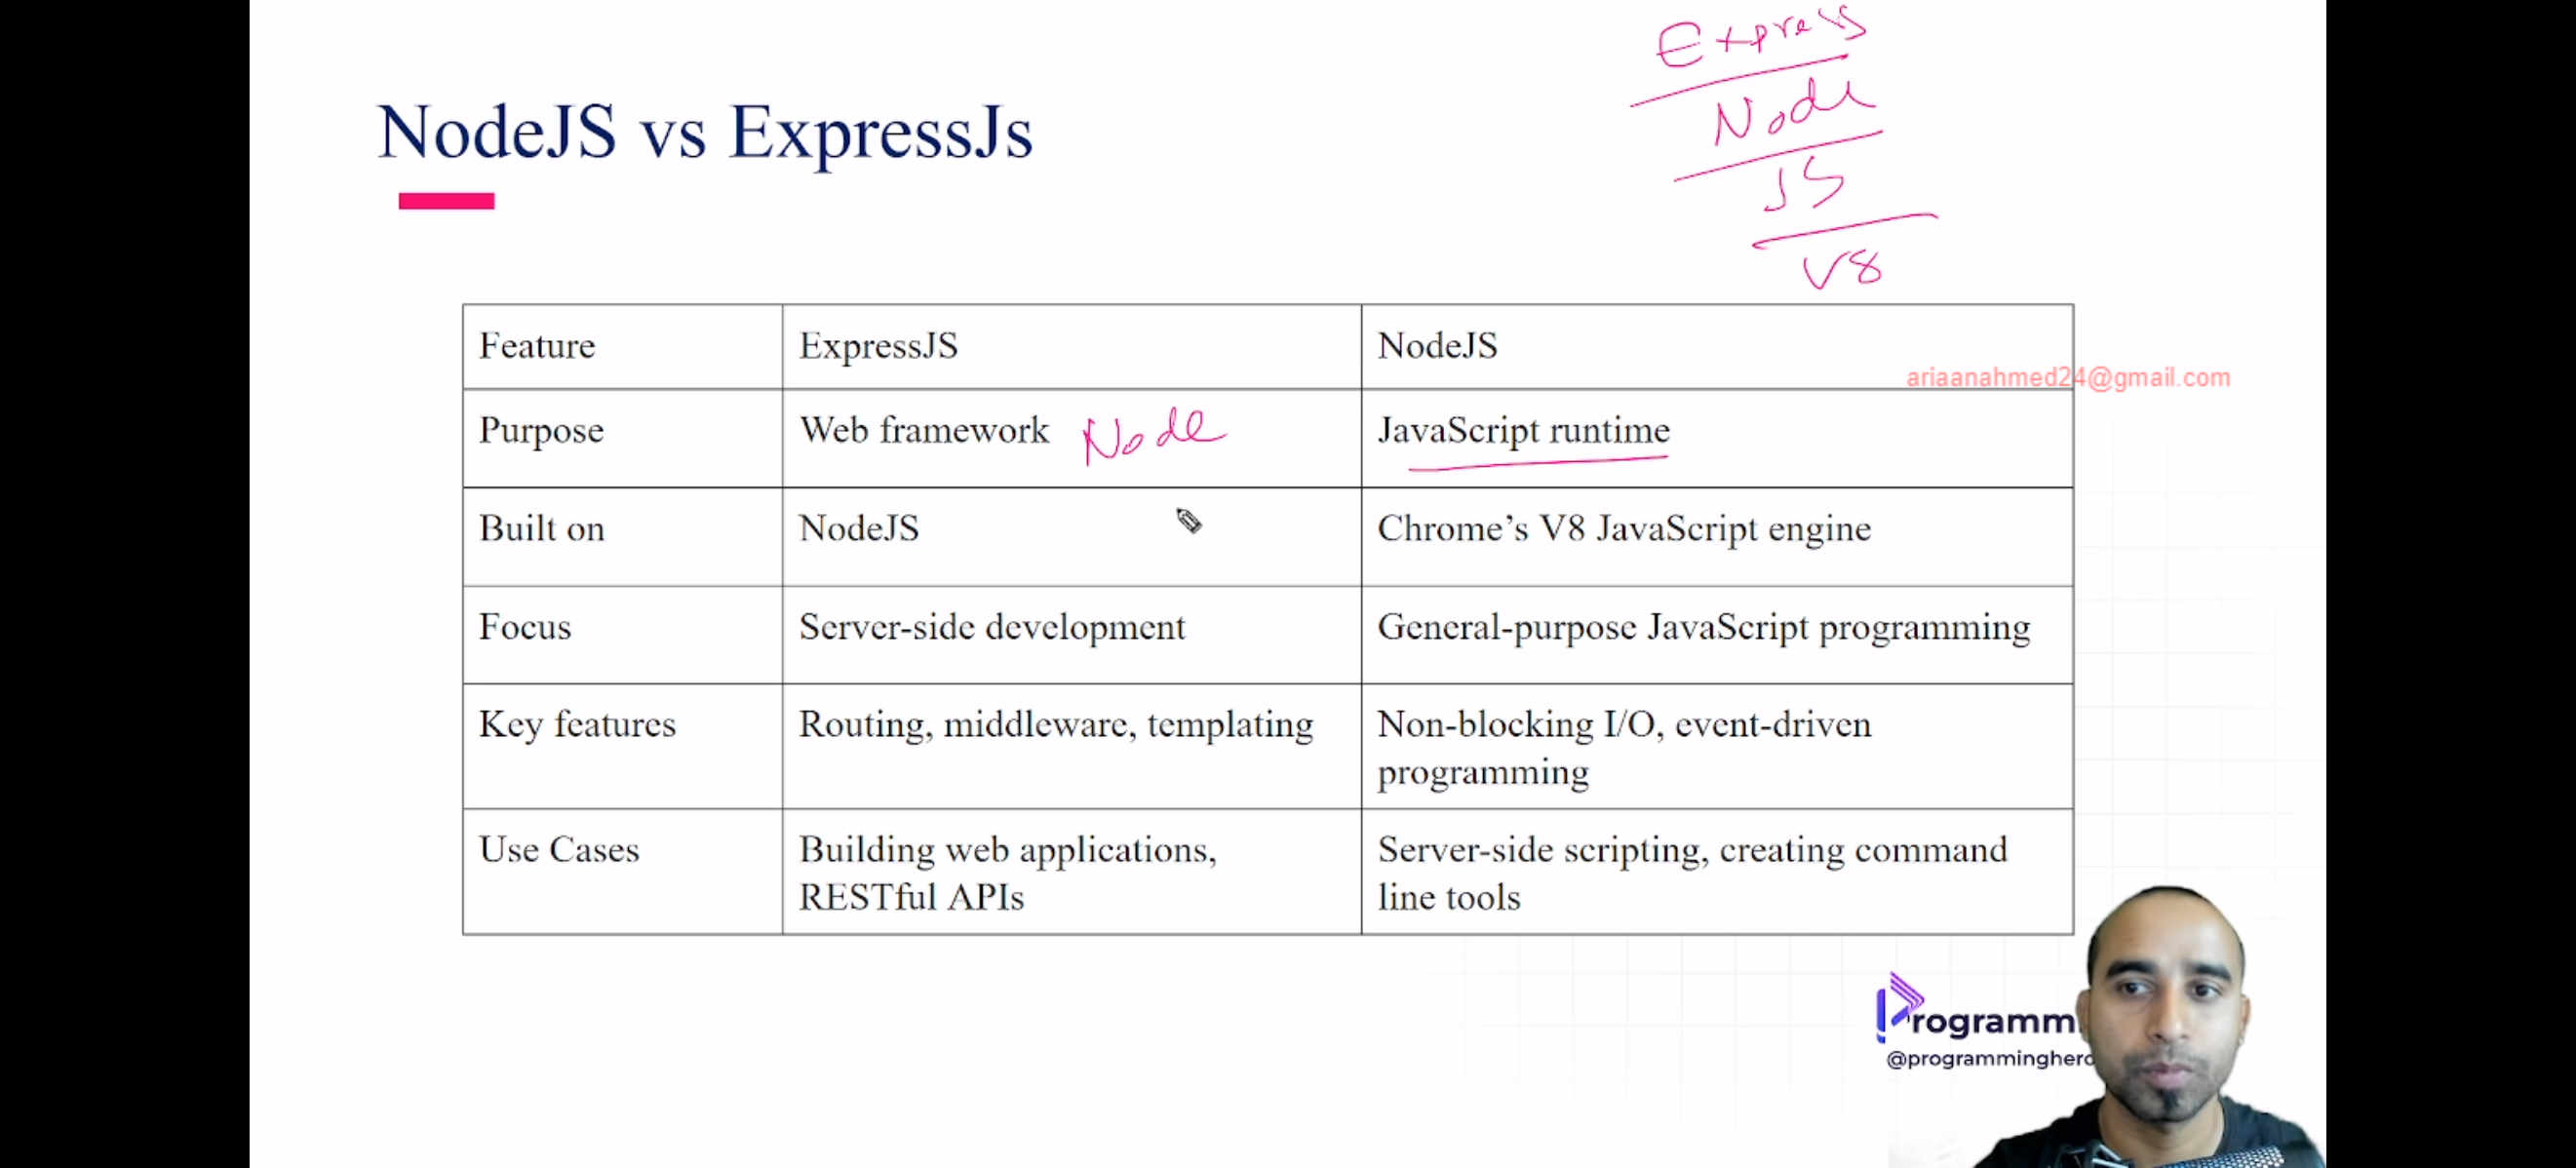 Express
Node
JS
V8
NodeJS vs ExpressJs
Feature
ExpressJS
NodeJS
ariaanahmed24@gmail.com
Purpose
Web framework
Node
JavaScript runtime
Built on
NodeJS
Chrome’s V8 JavaScript engine
Focus
Server-side development
General-purpose JavaScript programming
Key features
Routing, middleware, templating
Non-blocking I/O, event-driven
programming
Use Cases
Building web applications,
RESTful APIs
Server-side scripting, creating command
line tools
Programm
@programminghero